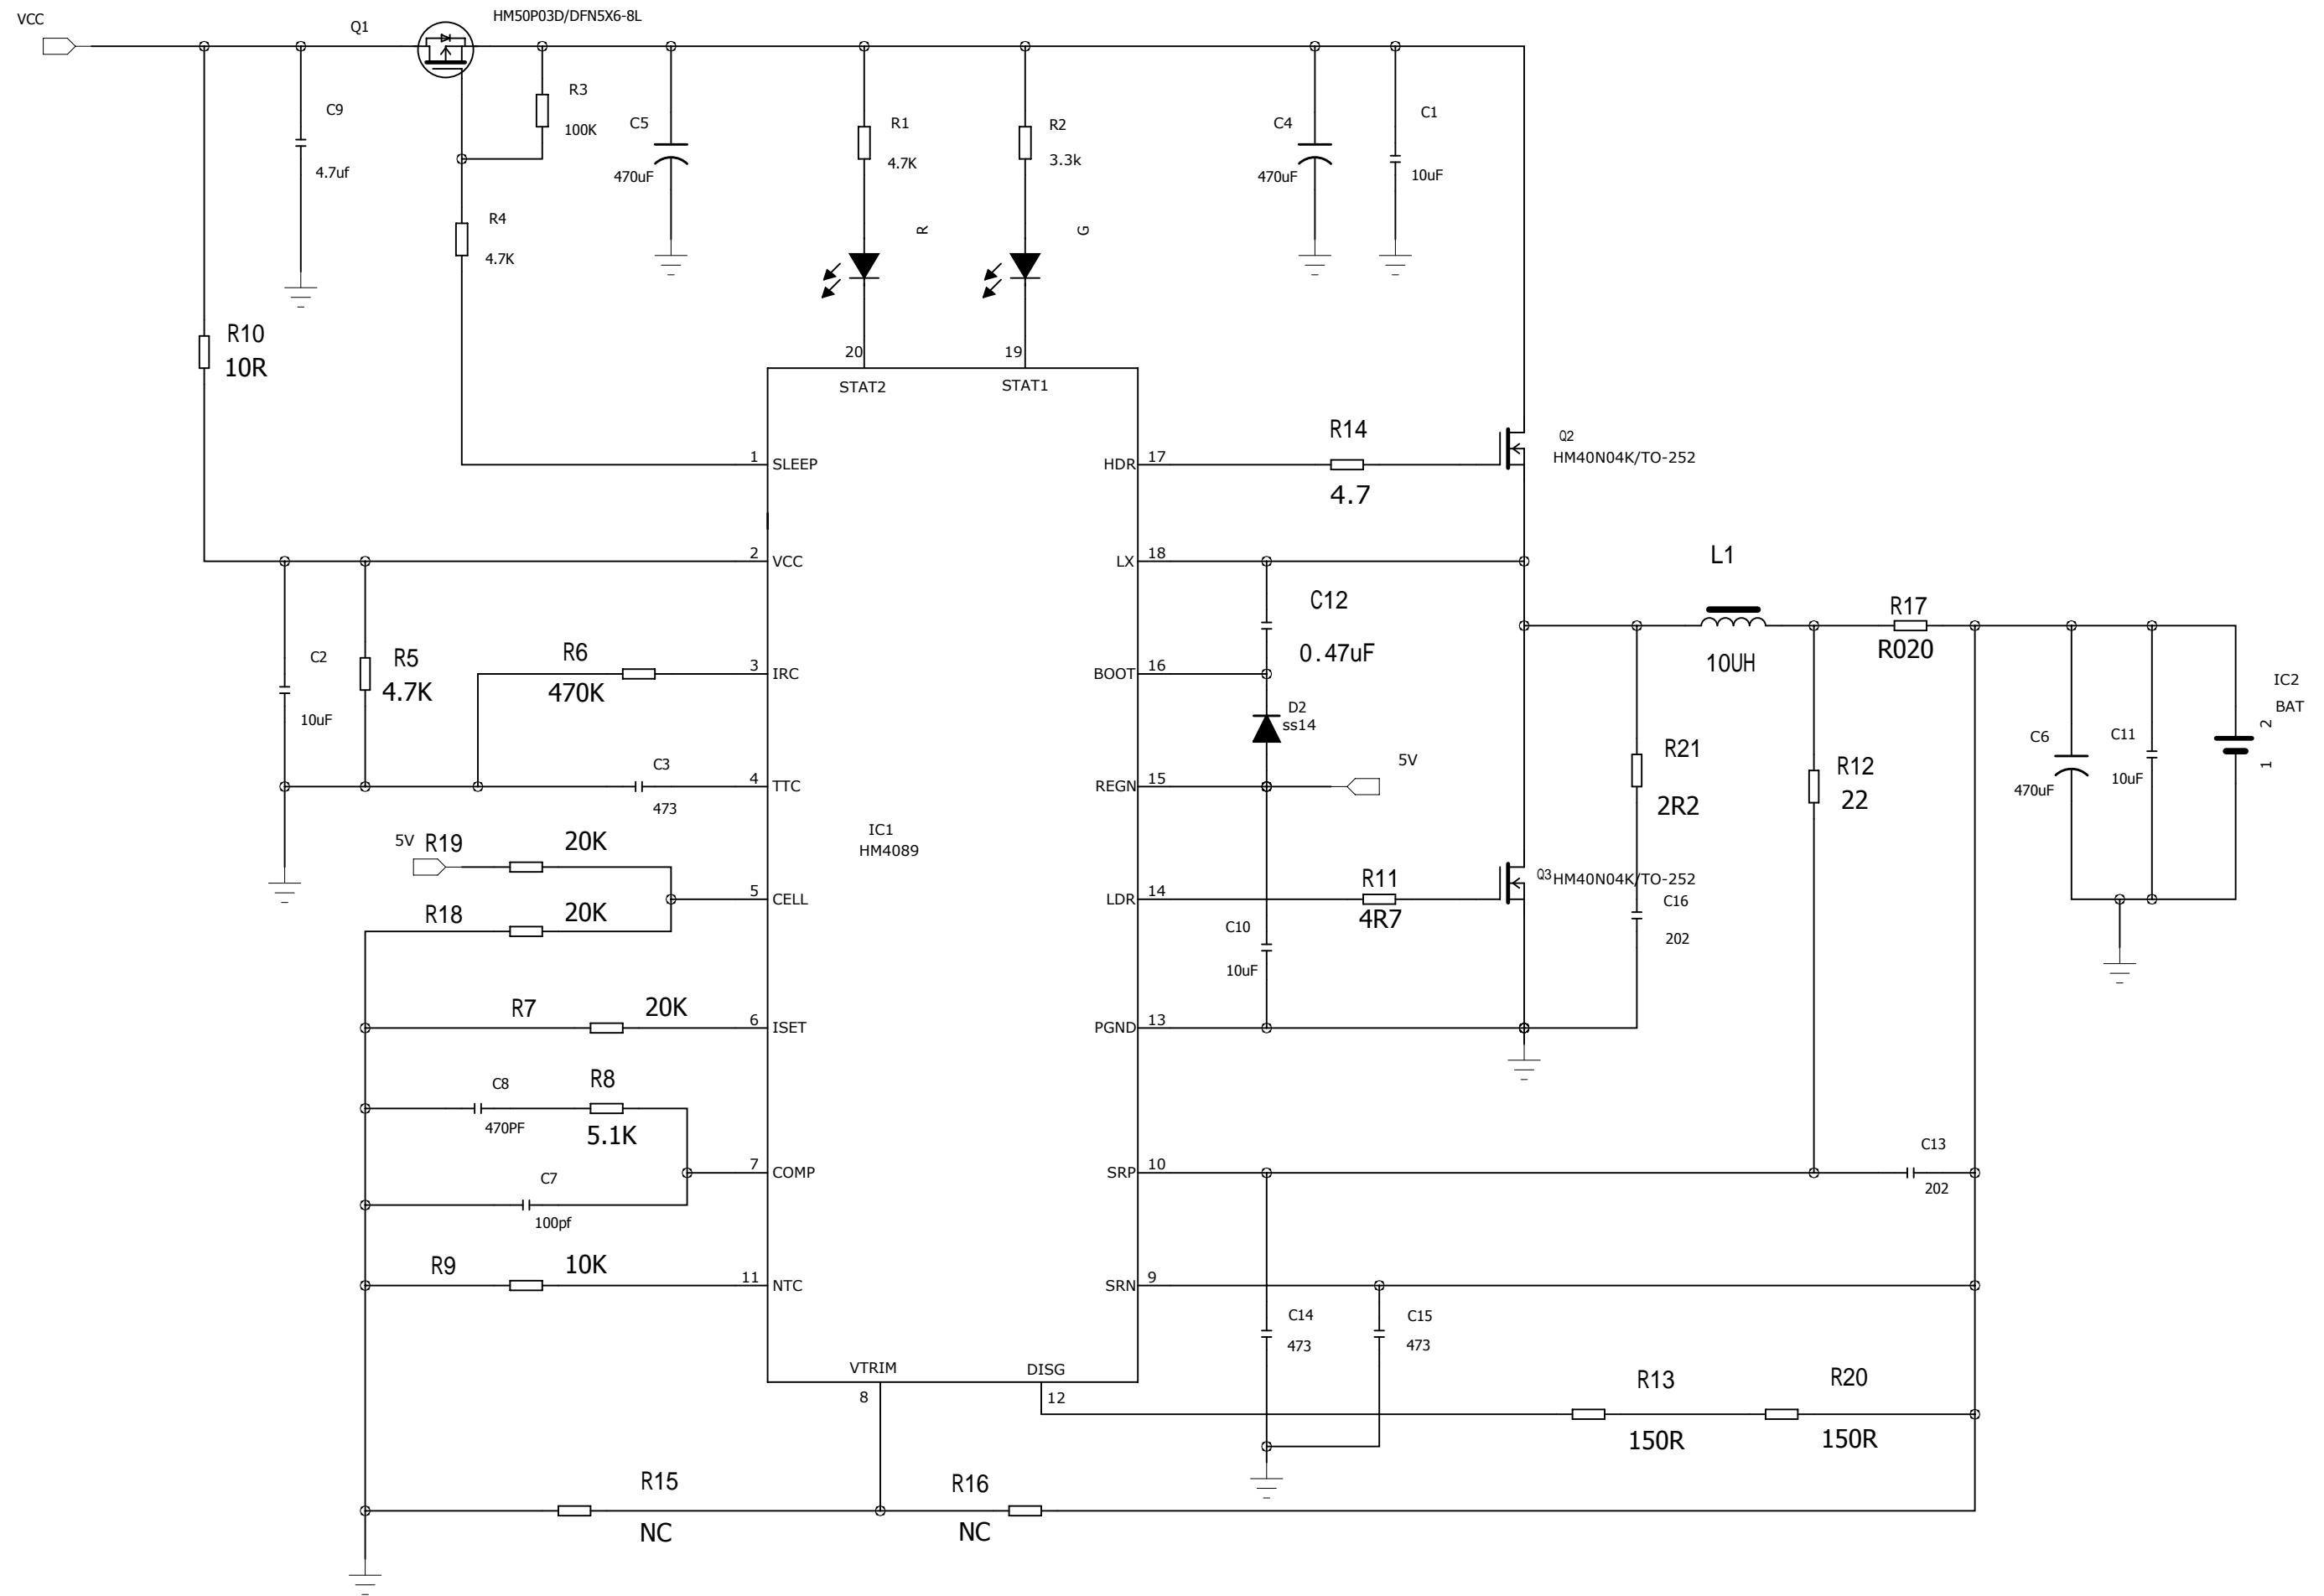 VCC
Q1
HM50P03D/DFN5X6-8L
C9
4.7uf
R3
100K
C5
470uF
R1
4.7K
R2
3.3k
C4
470uF
C1
10uF
R4
4.7K
R
G
R10
10R
20
19
STAT2
STAT1
1
SLEEP
HDR
17
R14
4.7
Q2
HM40N04K/TO-252
2
VCC
LX
18
L1
10UH
C12
0.47uF
R17
R020
C2
10uF
R5
4.7K
R6
470K
3
IRC
BOOT
16
D2
ss14
IC2
BAT
2
1
C6
470uF
C11
10uF
R21
2R2
R12
22
C3
473
4
TTC
REGN
15
5V
IC1
HM4089
5V
R19
20K
R18
20K
5
CELL
LDR
14
R11
4R7
Q3
HM40N04K/TO-252
C16
202
C10
10uF
R7
20K
6
ISET
PGND
13
C8
470PF
R8
5.1K
7
COMP
SRP
10
C13
202
C7
100pf
R9
10K
11
NTC
SRN
9
C14
473
C15
473
VTRIM
8
DISG
12
R13
150R
R20
150R
R15
NC
R16
NC